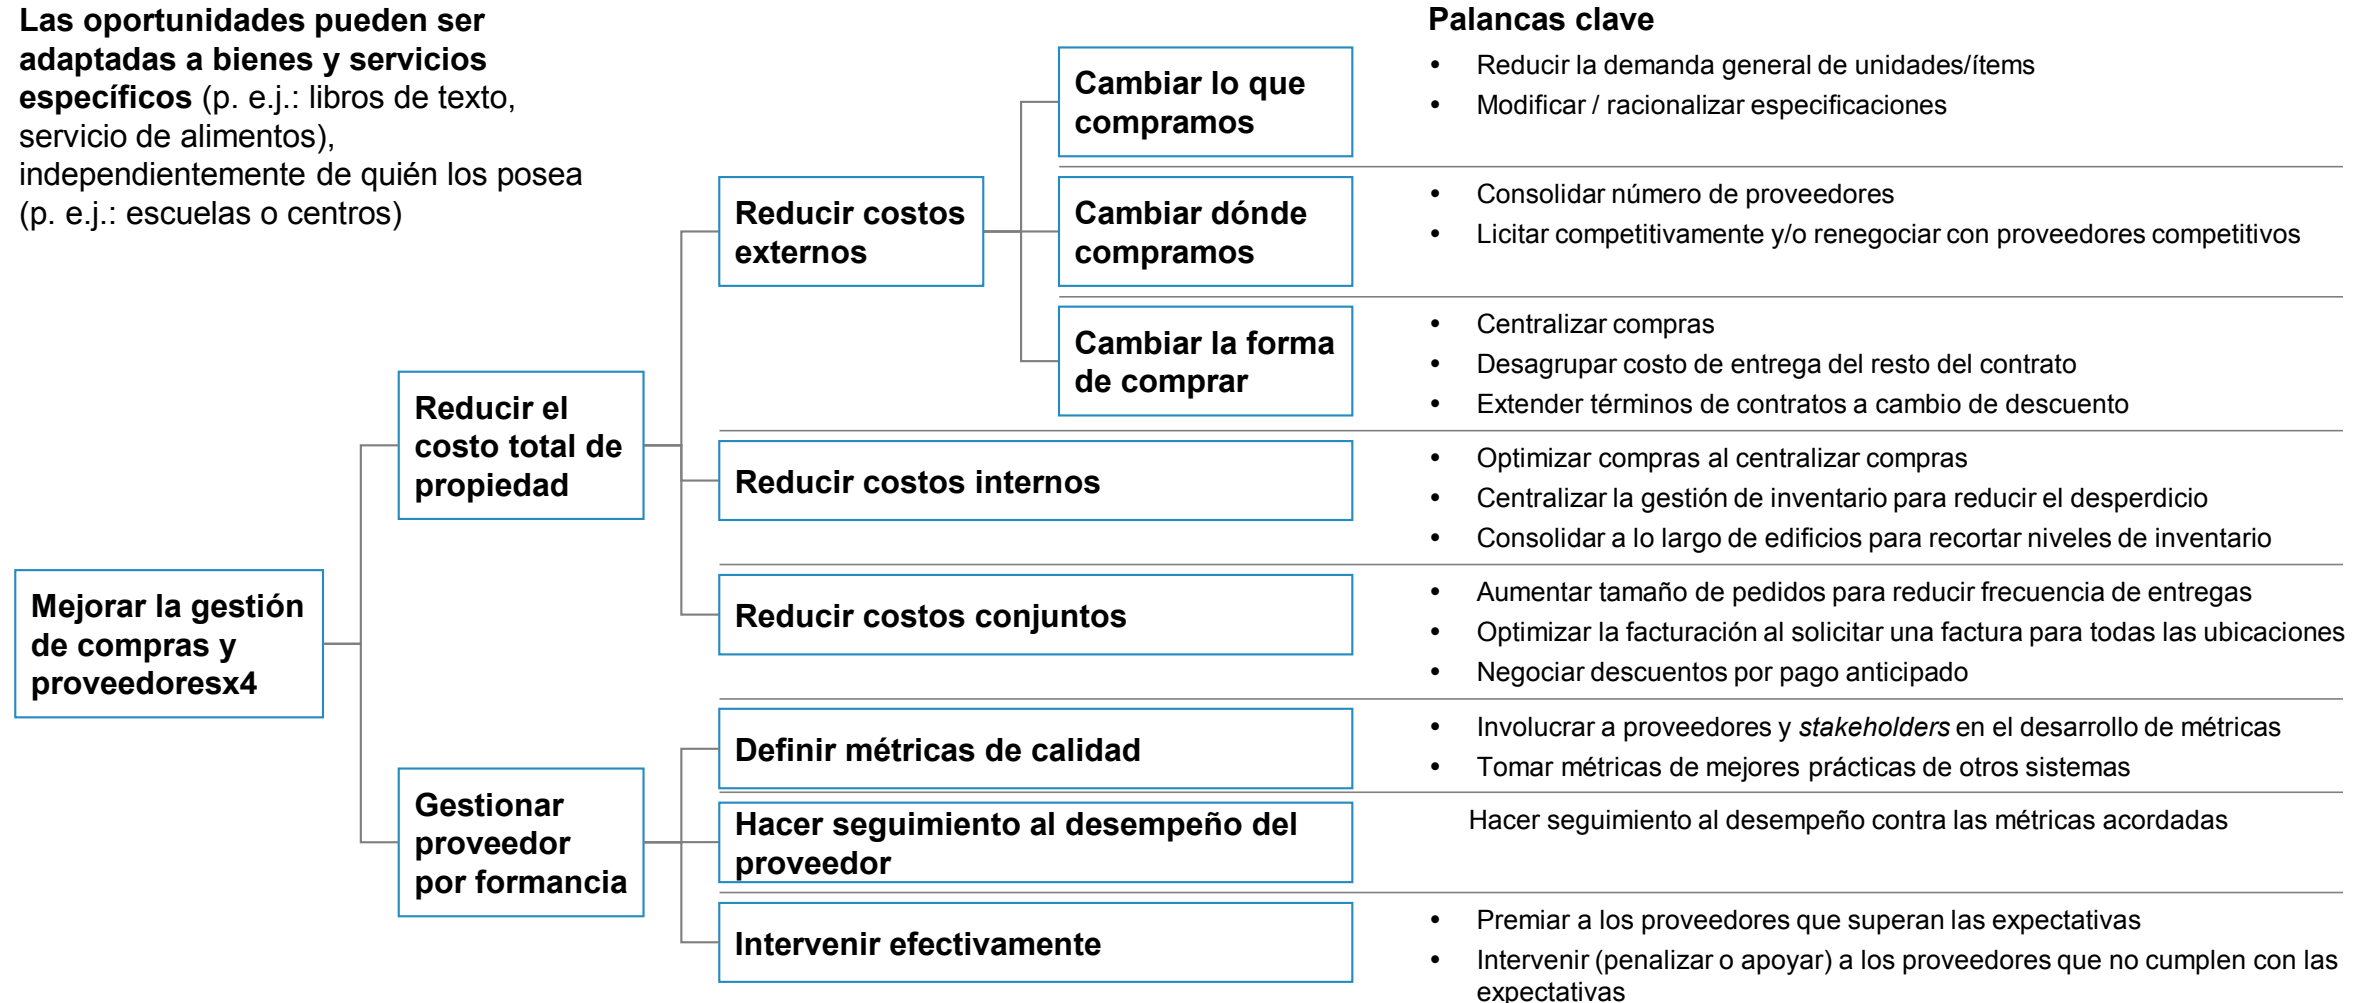 Las oportunidades pueden ser
adaptadas a bienes y servicios
específicos (p. e.j.: libros de texto,
servicio de alimentos),
independientemente de quién los posea
(p. e.j.: escuelas o centros)
Mejorar la gestión
de compras y
proveedoresx4
Reducir el
costo total de
propiedad
Gestionar
proveedor
por formancia
Reducir costos
externos
Cambiar lo que
compramos
Cambiar dónde
compramos
Cambiar la forma
de comprar
Reducir costos internos
Reducir costos conjuntos
Definir métricas de calidad
Hacer seguimiento al desempeño del
proveedor
Intervenir efectivamente
Palancas clave
• Reducir la demanda general de unidades/ítems
• Modificar / racionalizar especificaciones
• Consolidar número de proveedores
• Licitar competitivamente y/o renegociar con proveedores competitivos
• Centralizar compras
• Desagrupar costo de entrega del resto del contrato
• Extender términos de contratos a cambio de descuento
• Optimizar compras al centralizar compras
• Centralizar la gestión de inventario para reducir el desperdicio
• Consolidar a lo largo de edificios para recortar niveles de inventario
• Aumentar tamaño de pedidos para reducir frecuencia de entregas
• Optimizar la facturación al solicitar una factura para todas las ubicaciones
• Negociar descuentos por pago anticipado
• Involucrar a proveedores y stakeholders en el desarrollo de métricas
• Tomar métricas de mejores prácticas de otros sistemas
Hacer seguimiento al desempeño contra las métricas acordadas
• Premiar a los proveedores que superan las expectativas
• Intervenir (penalizar o apoyar) a los proveedores que no cumplen con las
expectativas